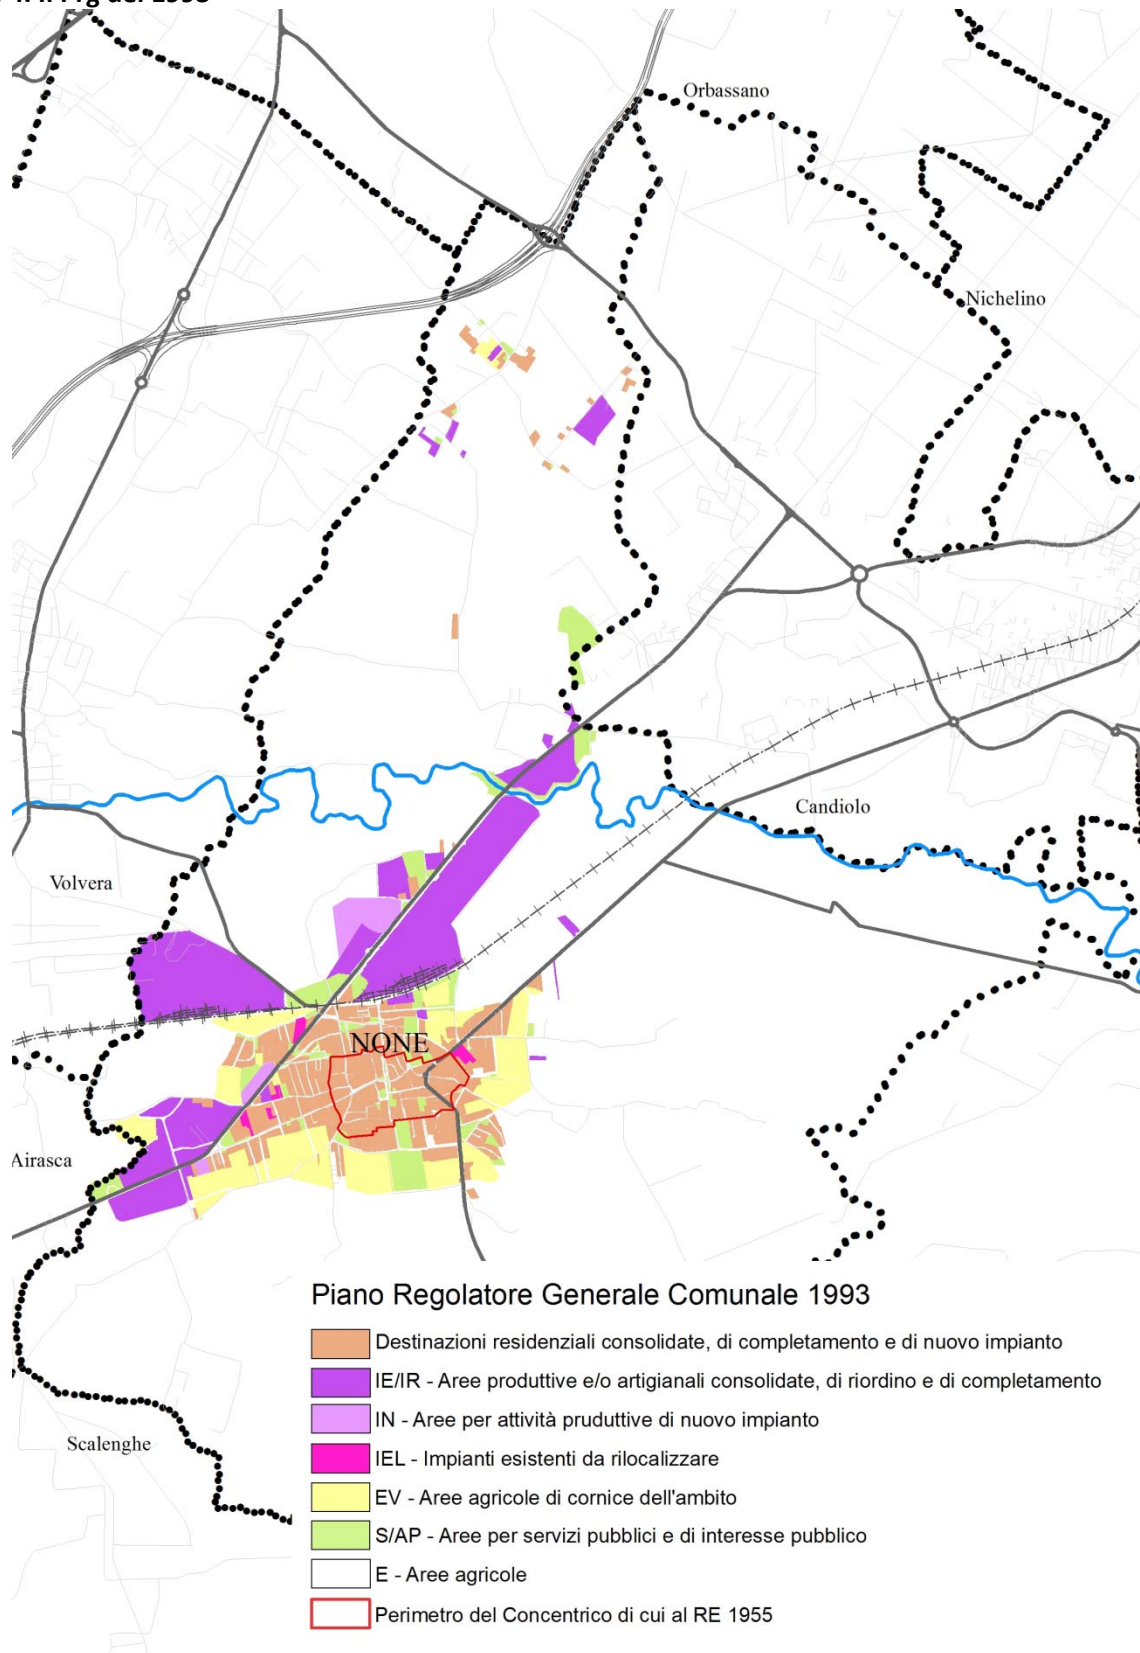 Orbassano
Nichelino
Candiolo
Volvera
NONE
Airasca
Scalenghe
Piano Regolatore Generale Comunale 1993
Destinazioni residenziali consolidate, di completamento e di nuovo impianto
IE/IR - Aree produttive e/o artigianali consolidate, di riordino e di completamento
IN - Aree per attività pruduttive di nuovo impianto
IEL - Impianti esistenti da rilocalizzare
EV - Aree agricole di cornice dell'ambito
S/AP - Aree per servizi pubblici e di interesse pubblico
E - Aree agricole
Perimetro del Concentrico di cui al RE 1955